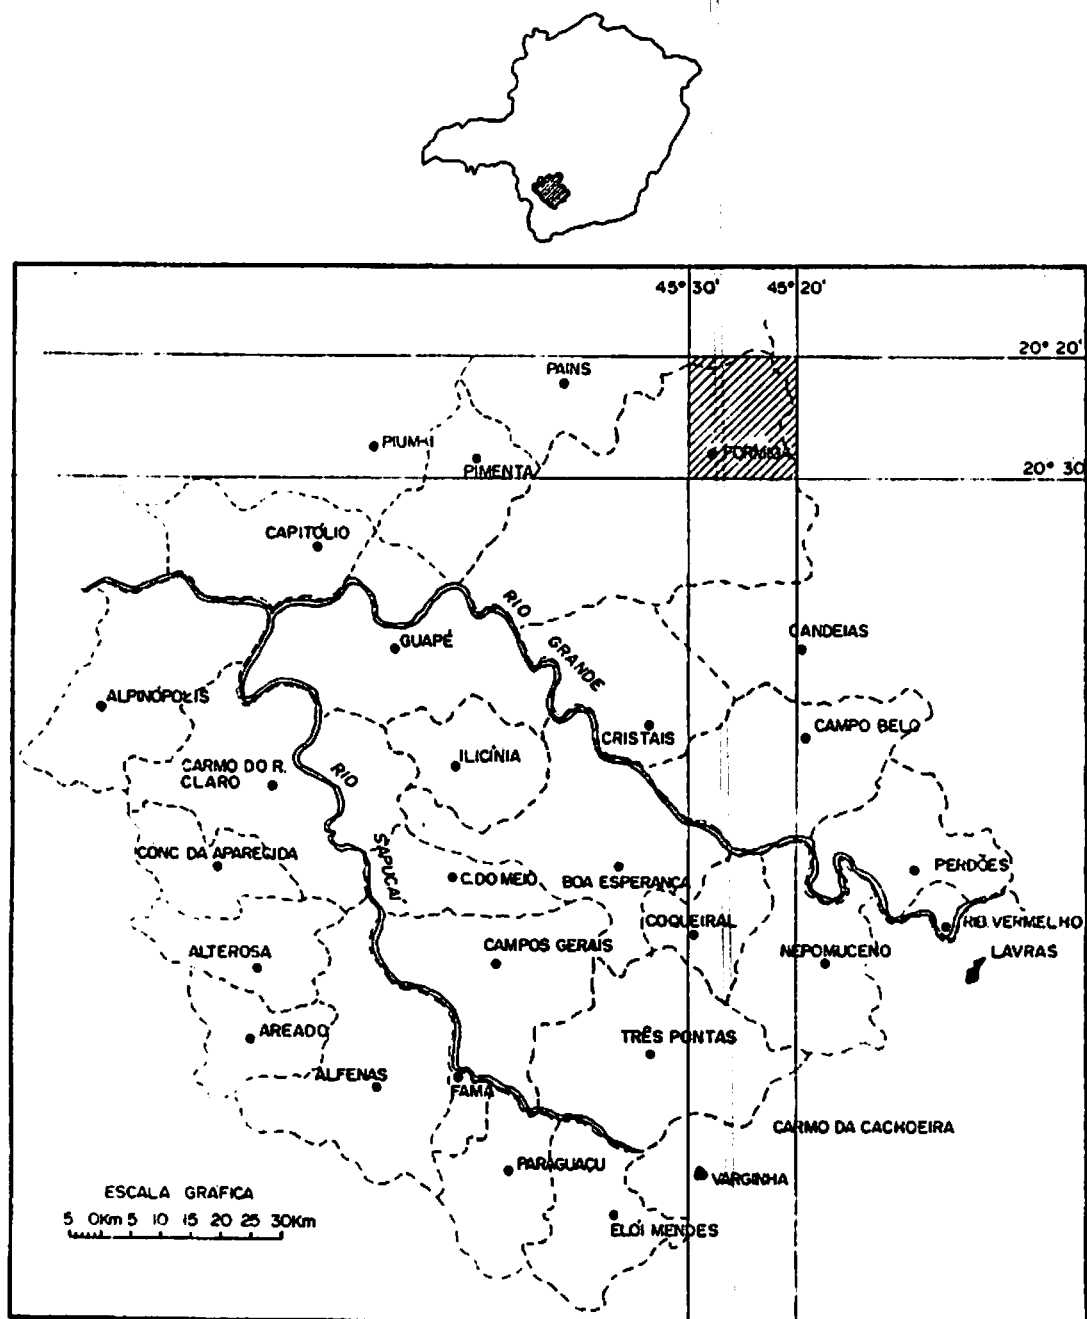 45° 30' 45° 20'
20° 20'
PAINS
PIUM-I
FORMIGA
PIMENTA
20° 30'
CAPITÓLIO
RIO
GRANDE
CANDEIAS
GUAPÉ
ALPINÓPOLIS
CAMPO BELO
CRISTAIS
ILICÍNIA
CARMO DO R.
CLARO
RIO
SAPUCAÍ
CONC. DA APARECIDA
C. DO MEIO
BOA ESPERANÇA
PERDÕES
COQUEIRAL
RIB. VERMELHO
CAMPOS GERAIS
NEPOMUCENO
LAVRAS
ALTEROSA
AREADO
TRÊS PONTAS
ALFENAS
FAMA
CARMO DA CACHOEIRA
PARAGUAÇU
VARGINHA
ELOÍ MENDES
ESCALA GRÁFICA
5 0Km 5 10 15 20 25 30Km